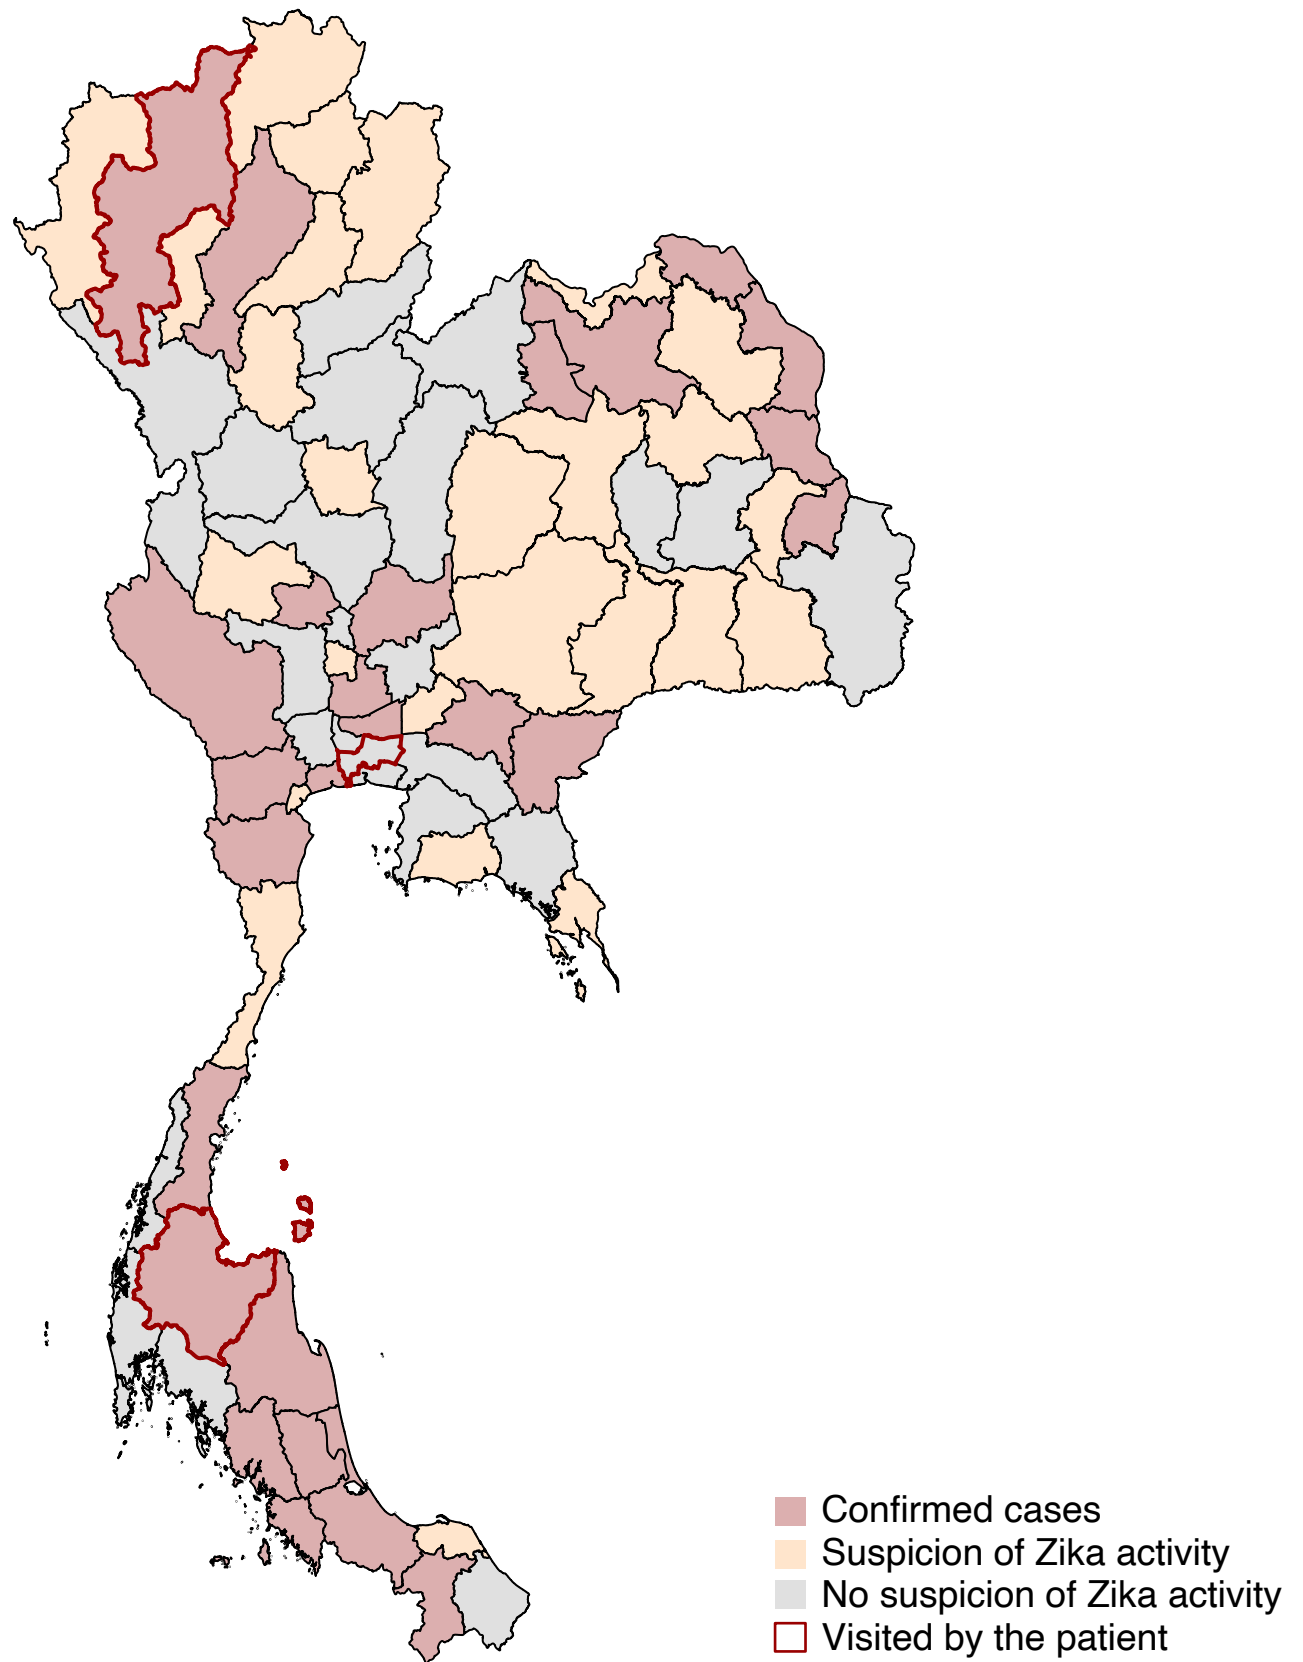 Confirmed cases
Suspicion of Zika activity
No suspicion of Zika activity
Visited by the patient